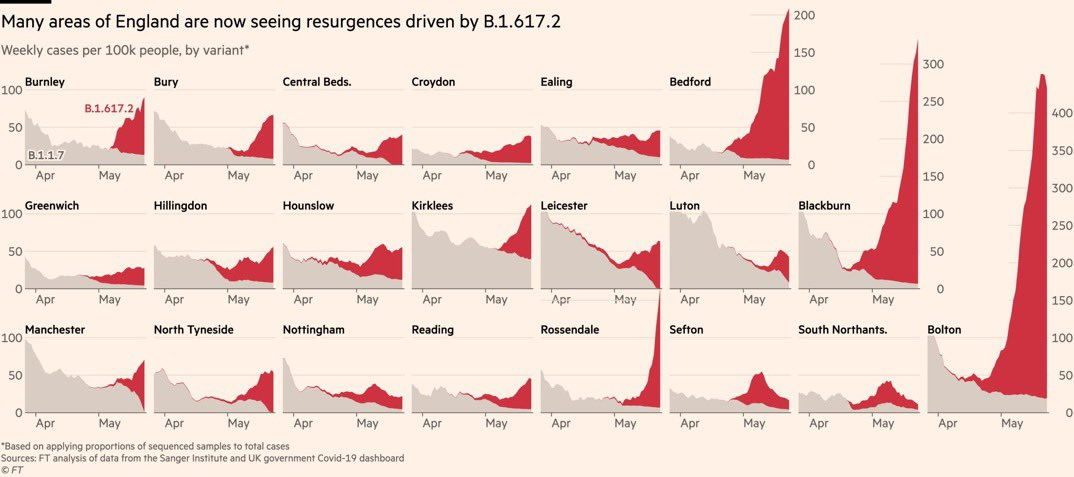 Many areas of England are now seeing resurgences driven by B.1.617.2
Weekly cases per 100k people, by variant*
Burnley
Bury
Central Beds.
Croydon
Ealing
Bedford
100
50
0
B.1.617.2
B.1.1.7
200
150
100
50
0
Apr May
Apr May
Apr May
Apr May
Apr May
Apr May
Greenwich
Hillingdon
Hounslow
Kirklees
Leicester
Luton
Blackburn
100
50
0
300
250
200
150
100
50
0
Apr May
Apr May
Apr May
Apr May
Apr May
Apr May
Apr May
Manchester
North Tyneside
Nottingham
Reading
Rossendale
Sefton
South Northants.
Bolton
100
50
0
400
350
300
250
200
150
100
50
0
Apr May
Apr May
Apr May
Apr May
Apr May
Apr May
Apr May
Apr May
*Based on applying proportions of sequenced samples to total cases
Sources: FT analysis of data from the Sanger Institute and UK government Covid-19 dashboard
© FT